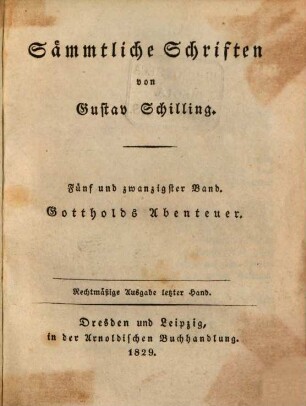 Sämmtliche Schriften
von
Gustav Schilling.
Fünf und zwanzigster Band.
Gottholds Abenteuer.
Rechtmäßige Ausgabe letzter Hand.
Dresden und Leipzig,
in der Arnoldischen Buchhandlung.
1829.